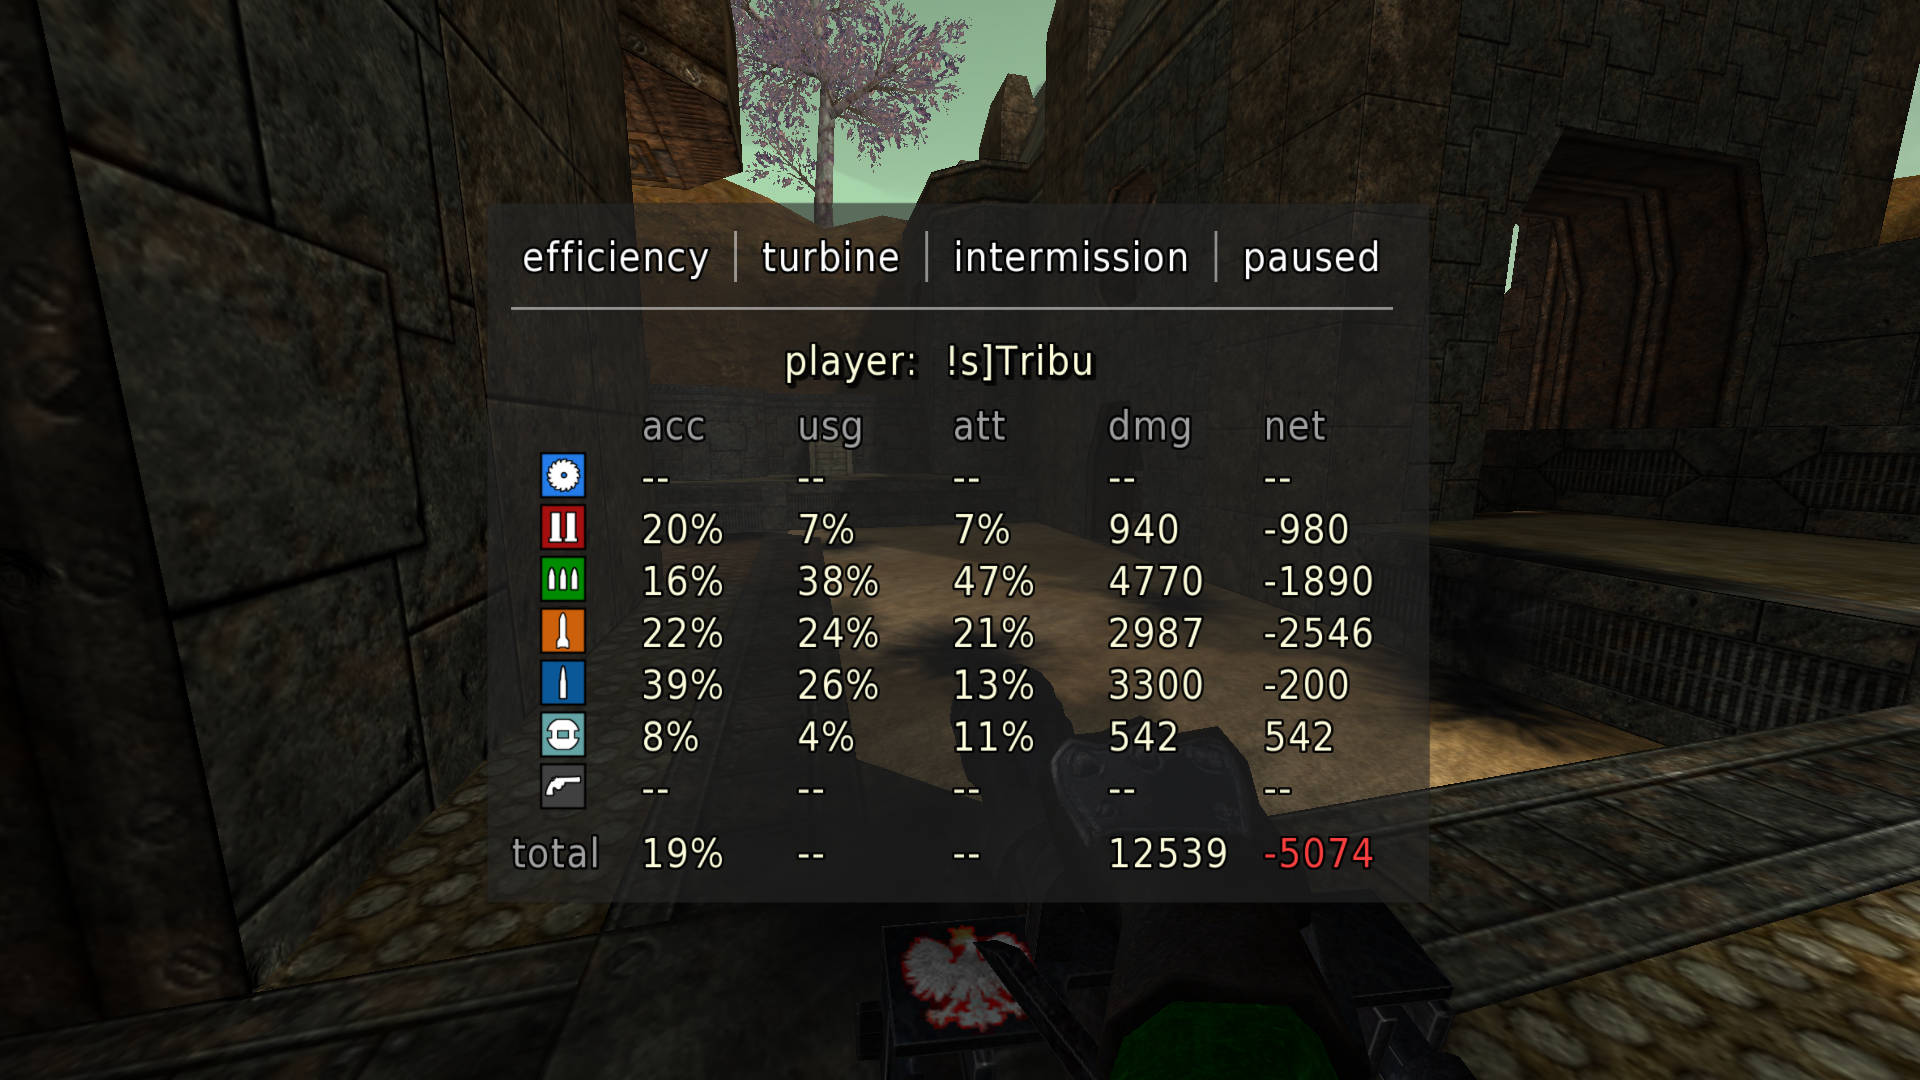 efficiency | turbine | intermission | paused
player: !s]Tribu
acc usg att dmg net
-- -- -- -- --
20% 7% 7% 940 -980
16% 38% 47% 4770 -1890
22% 24% 21% 2987 -2546
39% 26% 13% 3300 -200
8% 4% 11% 542 542
-- -- -- -- --
total 19% -- -- 12539 -5074